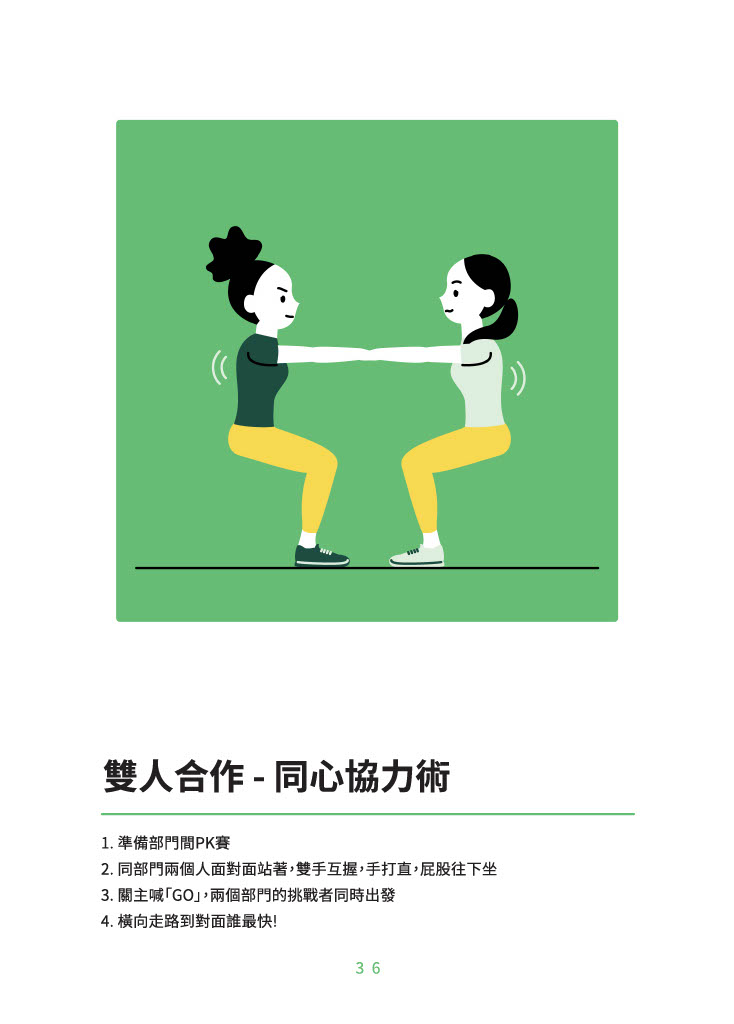 雙人合作 - 同心協力術
1. 準備部門間PK賽
2. 同部門兩個人面對面站著，雙手互握，手打直，屁股往下坐
3. 關主喊「GO」，兩個部門的挑戰者同時出發
4. 橫向走路到對面誰最快!
36